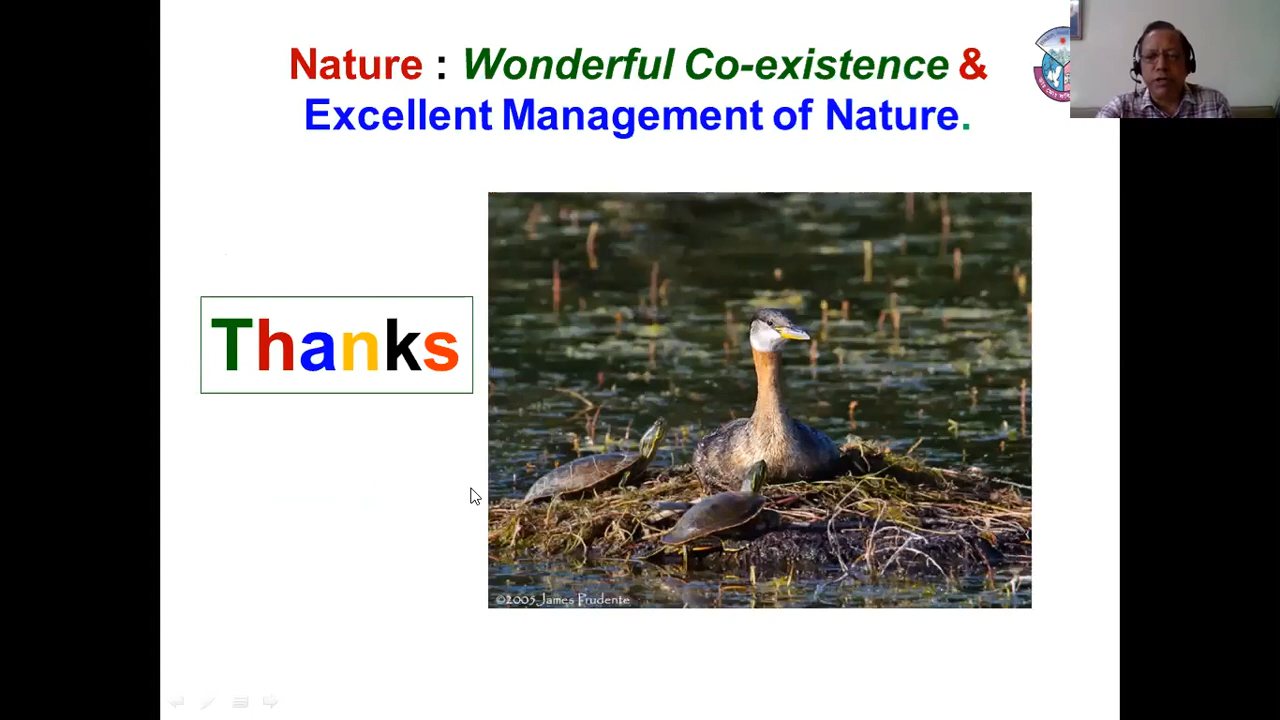 Nature : Wonderful Co-existence &
Excellent Management of Nature.
Thanks
©2005 James Prudente